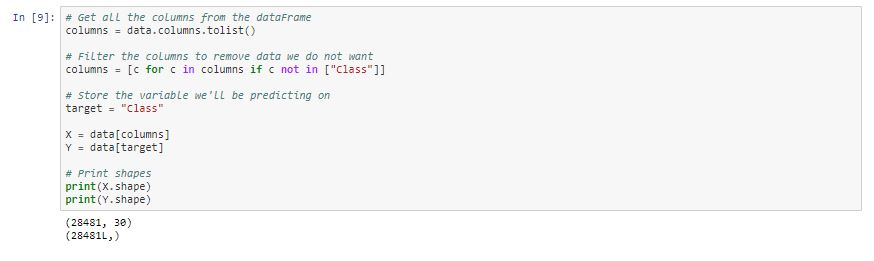 In [9]: # Get all the columns from the dataFrame
columns = data.columns.tolist()
# Filter the columns to remove data we do not want
columns = [c for c in columns if c not in ["Class"]]
# Store the variable we'll be predicting on
target = "Class"
X = data[columns]
Y = data[target]
# Print shapes
print(X.shape)
print(Y.shape)
(28481, 30)
(28481L,)